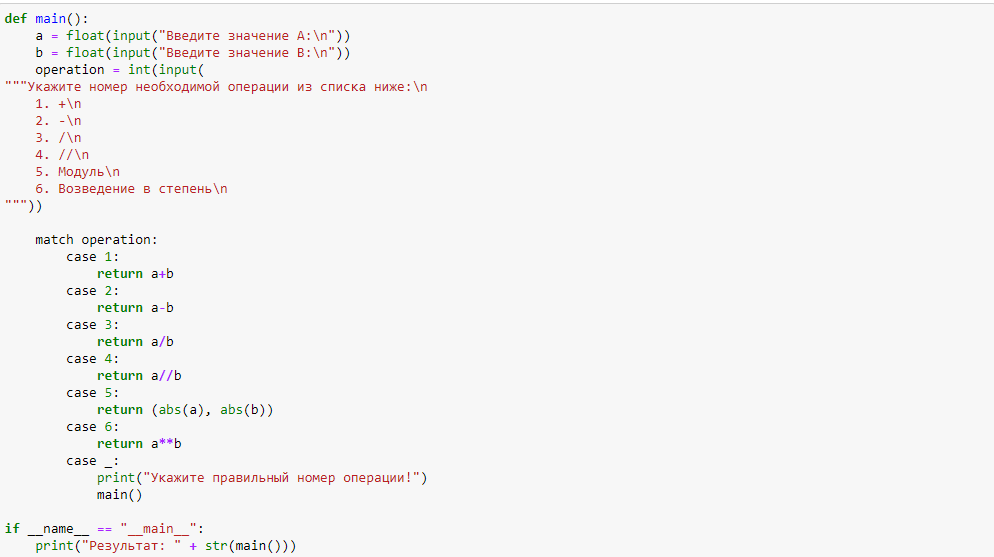 def main():
    a = float(input("Введите значение А:\n"))
    b = float(input("Введите значение В:\n"))
    operation = int(input(
"""Укажите номер необходимой операции из списка ниже:\n
    1. +\n
    2. -\n
    3. /\n
    4. //\n
    5. Модуль\n
    6. Возведение в степень\n
"""))
    match operation:
        case 1:
            return a+b
        case 2:
            return a-b
        case 3:
            return a/b
        case 4:
            return a//b
        case 5:
            return (abs(a), abs(b))
        case 6:
            return a**b
        case _:
            print("Укажите правильный номер операции!")
            main()
if __name__ == "__main__":
    print("Результат: " + str(main()))